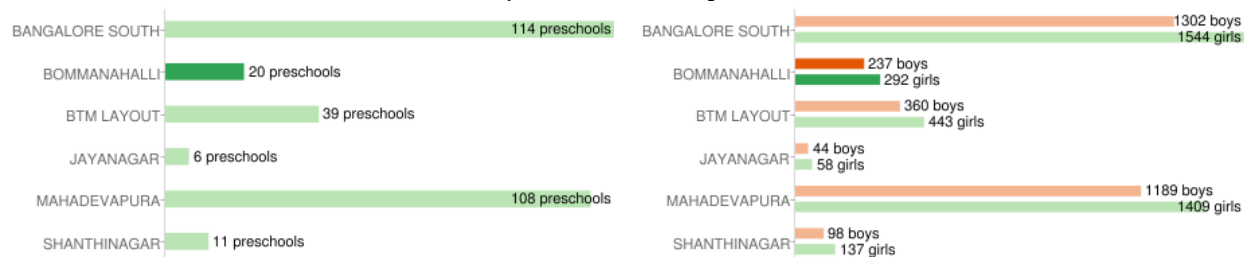 BANGALORE SOUTH 114 preschools
BOMMANAHALLI 20 preschools
BTM LAYOUT 39 preschools
JAYANAGAR 6 preschools
MAHADEVAPURA 108 preschools
SHANTHINAGAR 11 preschools
BANGALORE SOUTH 1302 boys
1544 girls
BOMMANAHALLI 237 boys
292 girls
BTM LAYOUT 360 boys
443 girls
JAYANAGAR 44 boys
58 girls
MAHADEVAPURA 1189 boys
1409 girls
SHANTHINAGAR 98 boys
137 girls